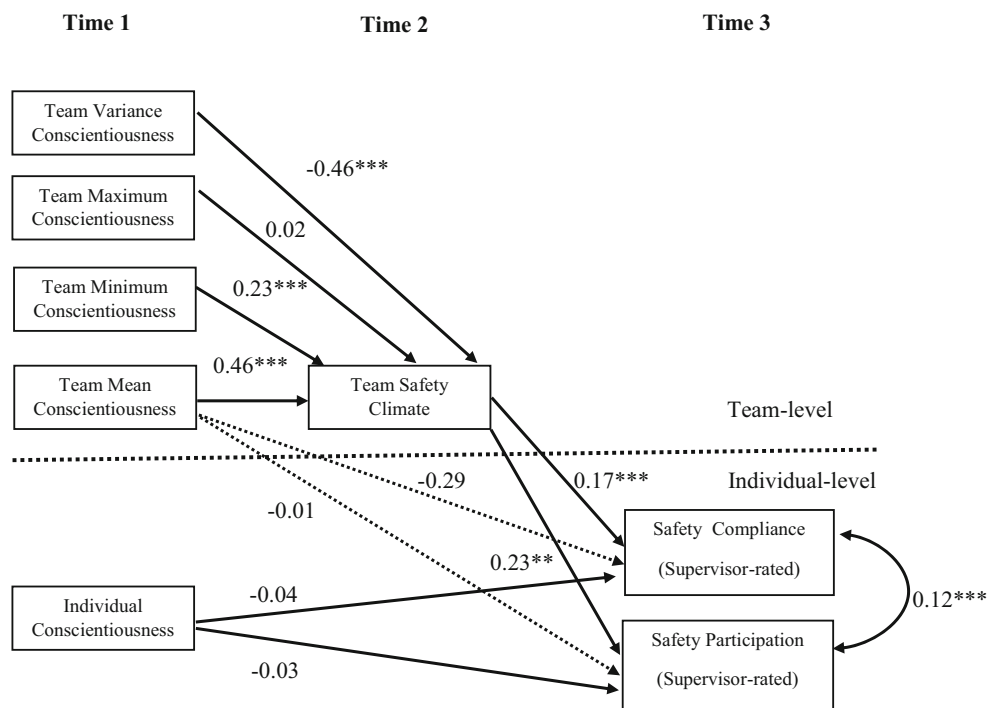 Time 1
Time 2
Time 3
Team Variance
Conscientiousness
-0.46***
Team Maximum
Conscientiousness
0.02
Team Minimum
Conscientiousness
0.23***
Team Mean
Conscientiousness
0.46***
Team Safety
Climate
Team-level
Individual-level
-0.29
0.17***
-0.01
Safety Compliance
(Supervisor-rated)
0.23**
-0.04
Individual
Conscientiousness
-0.03
0.12***
Safety Participation
(Supervisor-rated)